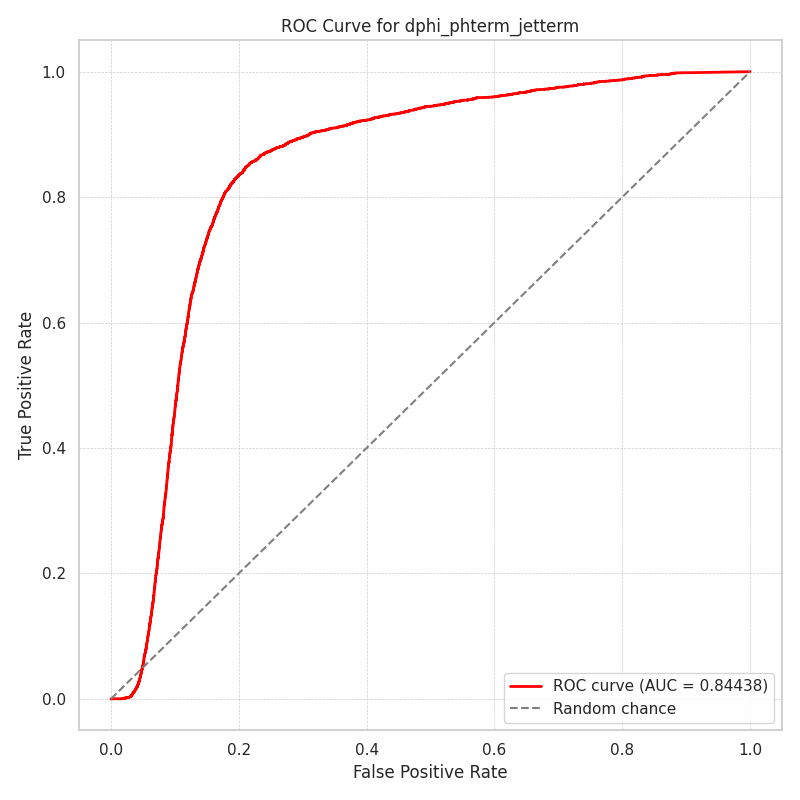 ROC Curve for dphi_phterm_jetterm
True Positive Rate
1.0
0.8
0.6
0.4
0.2
0.0
ROC curve (AUC = 0.84438)
Random chance
0.0 0.2 0.4 0.6 0.8 1.0
False Positive Rate